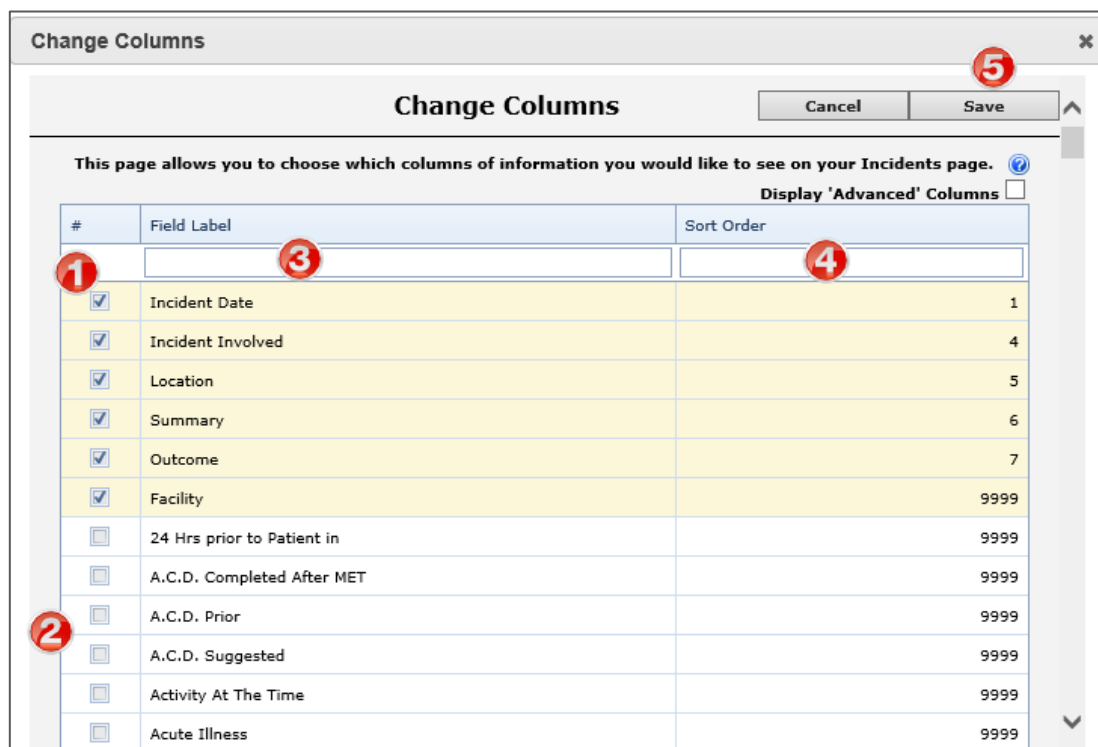 Change Columns
5
Change Columns Cancel Save
This page allows you to choose which columns of information you would like to see on your Incidents page.
Display 'Advanced' Columns
# Field Label Sort Order
1 3 4
Incident Date 1
Incident Involved 4
Location 5
Summary 6
Outcome 7
Facility 9999
24 Hrs prior to Patient in 9999
A.C.D. Completed After MET 9999
A.C.D. Prior 9999
2
A.C.D. Suggested 9999
Activity At The Time 9999
Acute Illness 9999